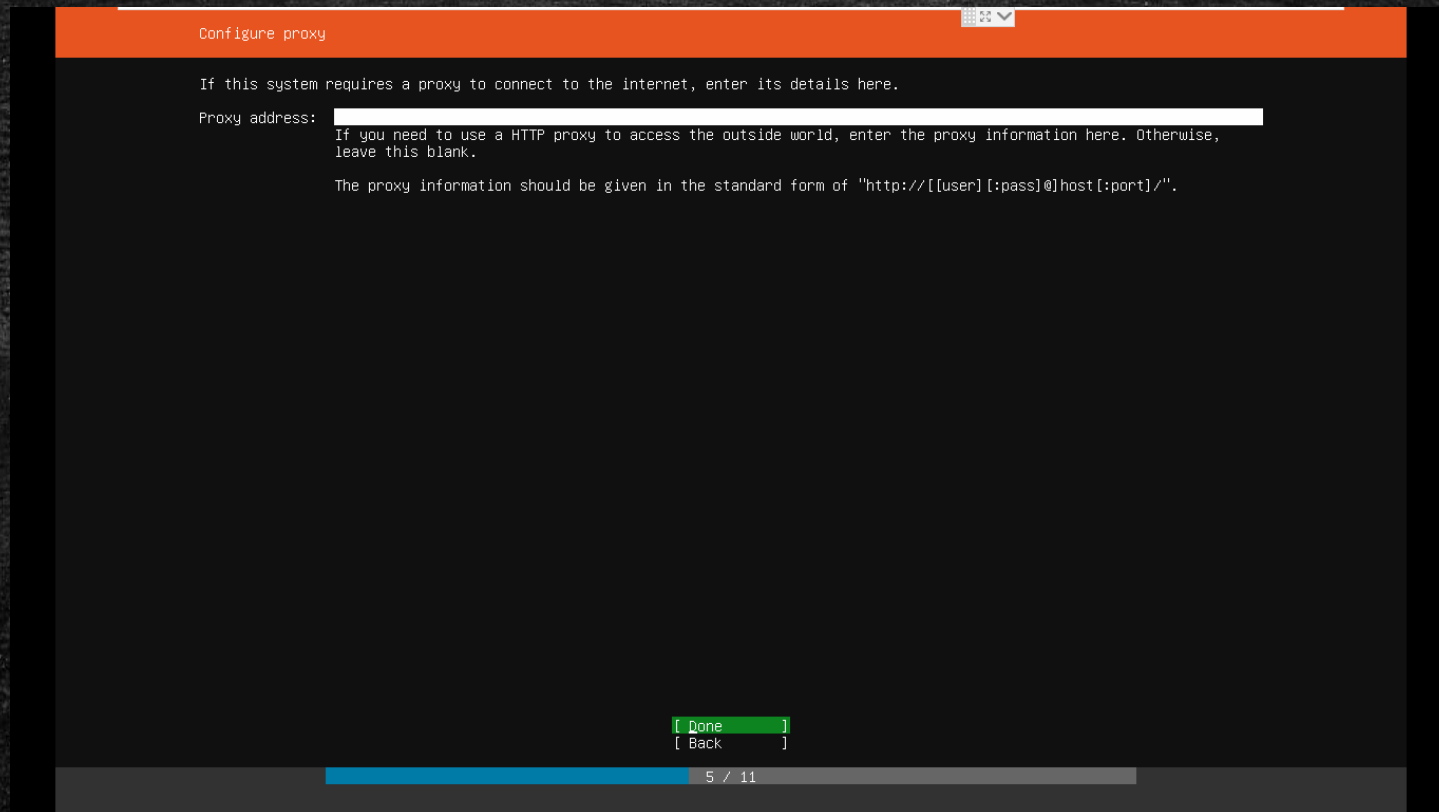 Configure proxy
If this system requires a proxy to connect to the internet, enter its details here.
Proxy address:
If you need to use a HTTP proxy to access the outside world, enter the proxy information here. Otherwise,
leave this blank.
The proxy information should be given in the standard form of "http://[[user][:pass]@]host[:port]/".
[ Done ]
[ Back ]
5 / 11